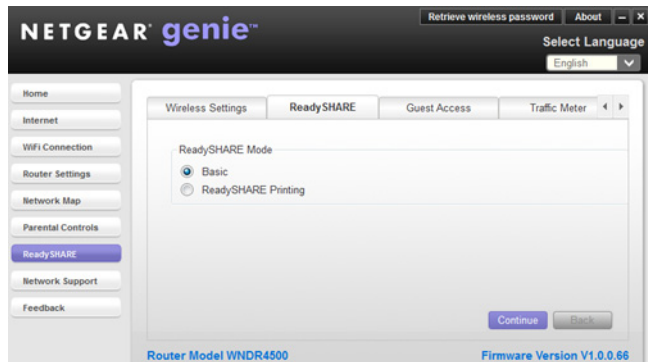 Retrieve wireless password About
NETGEAR® genie™
Select Language
English
Home
Internet
WiFi Connection
Router Settings
Network Map
Parental Controls
ReadySHARE
Network Support
Feedback
Wireless Settings ReadySHARE Guest Access Traffic Meter
ReadySHARE Mode
Basic
ReadySHARE Printing
Continue Back
Router Model WNDR4500 Firmware Version V1.0.0.66